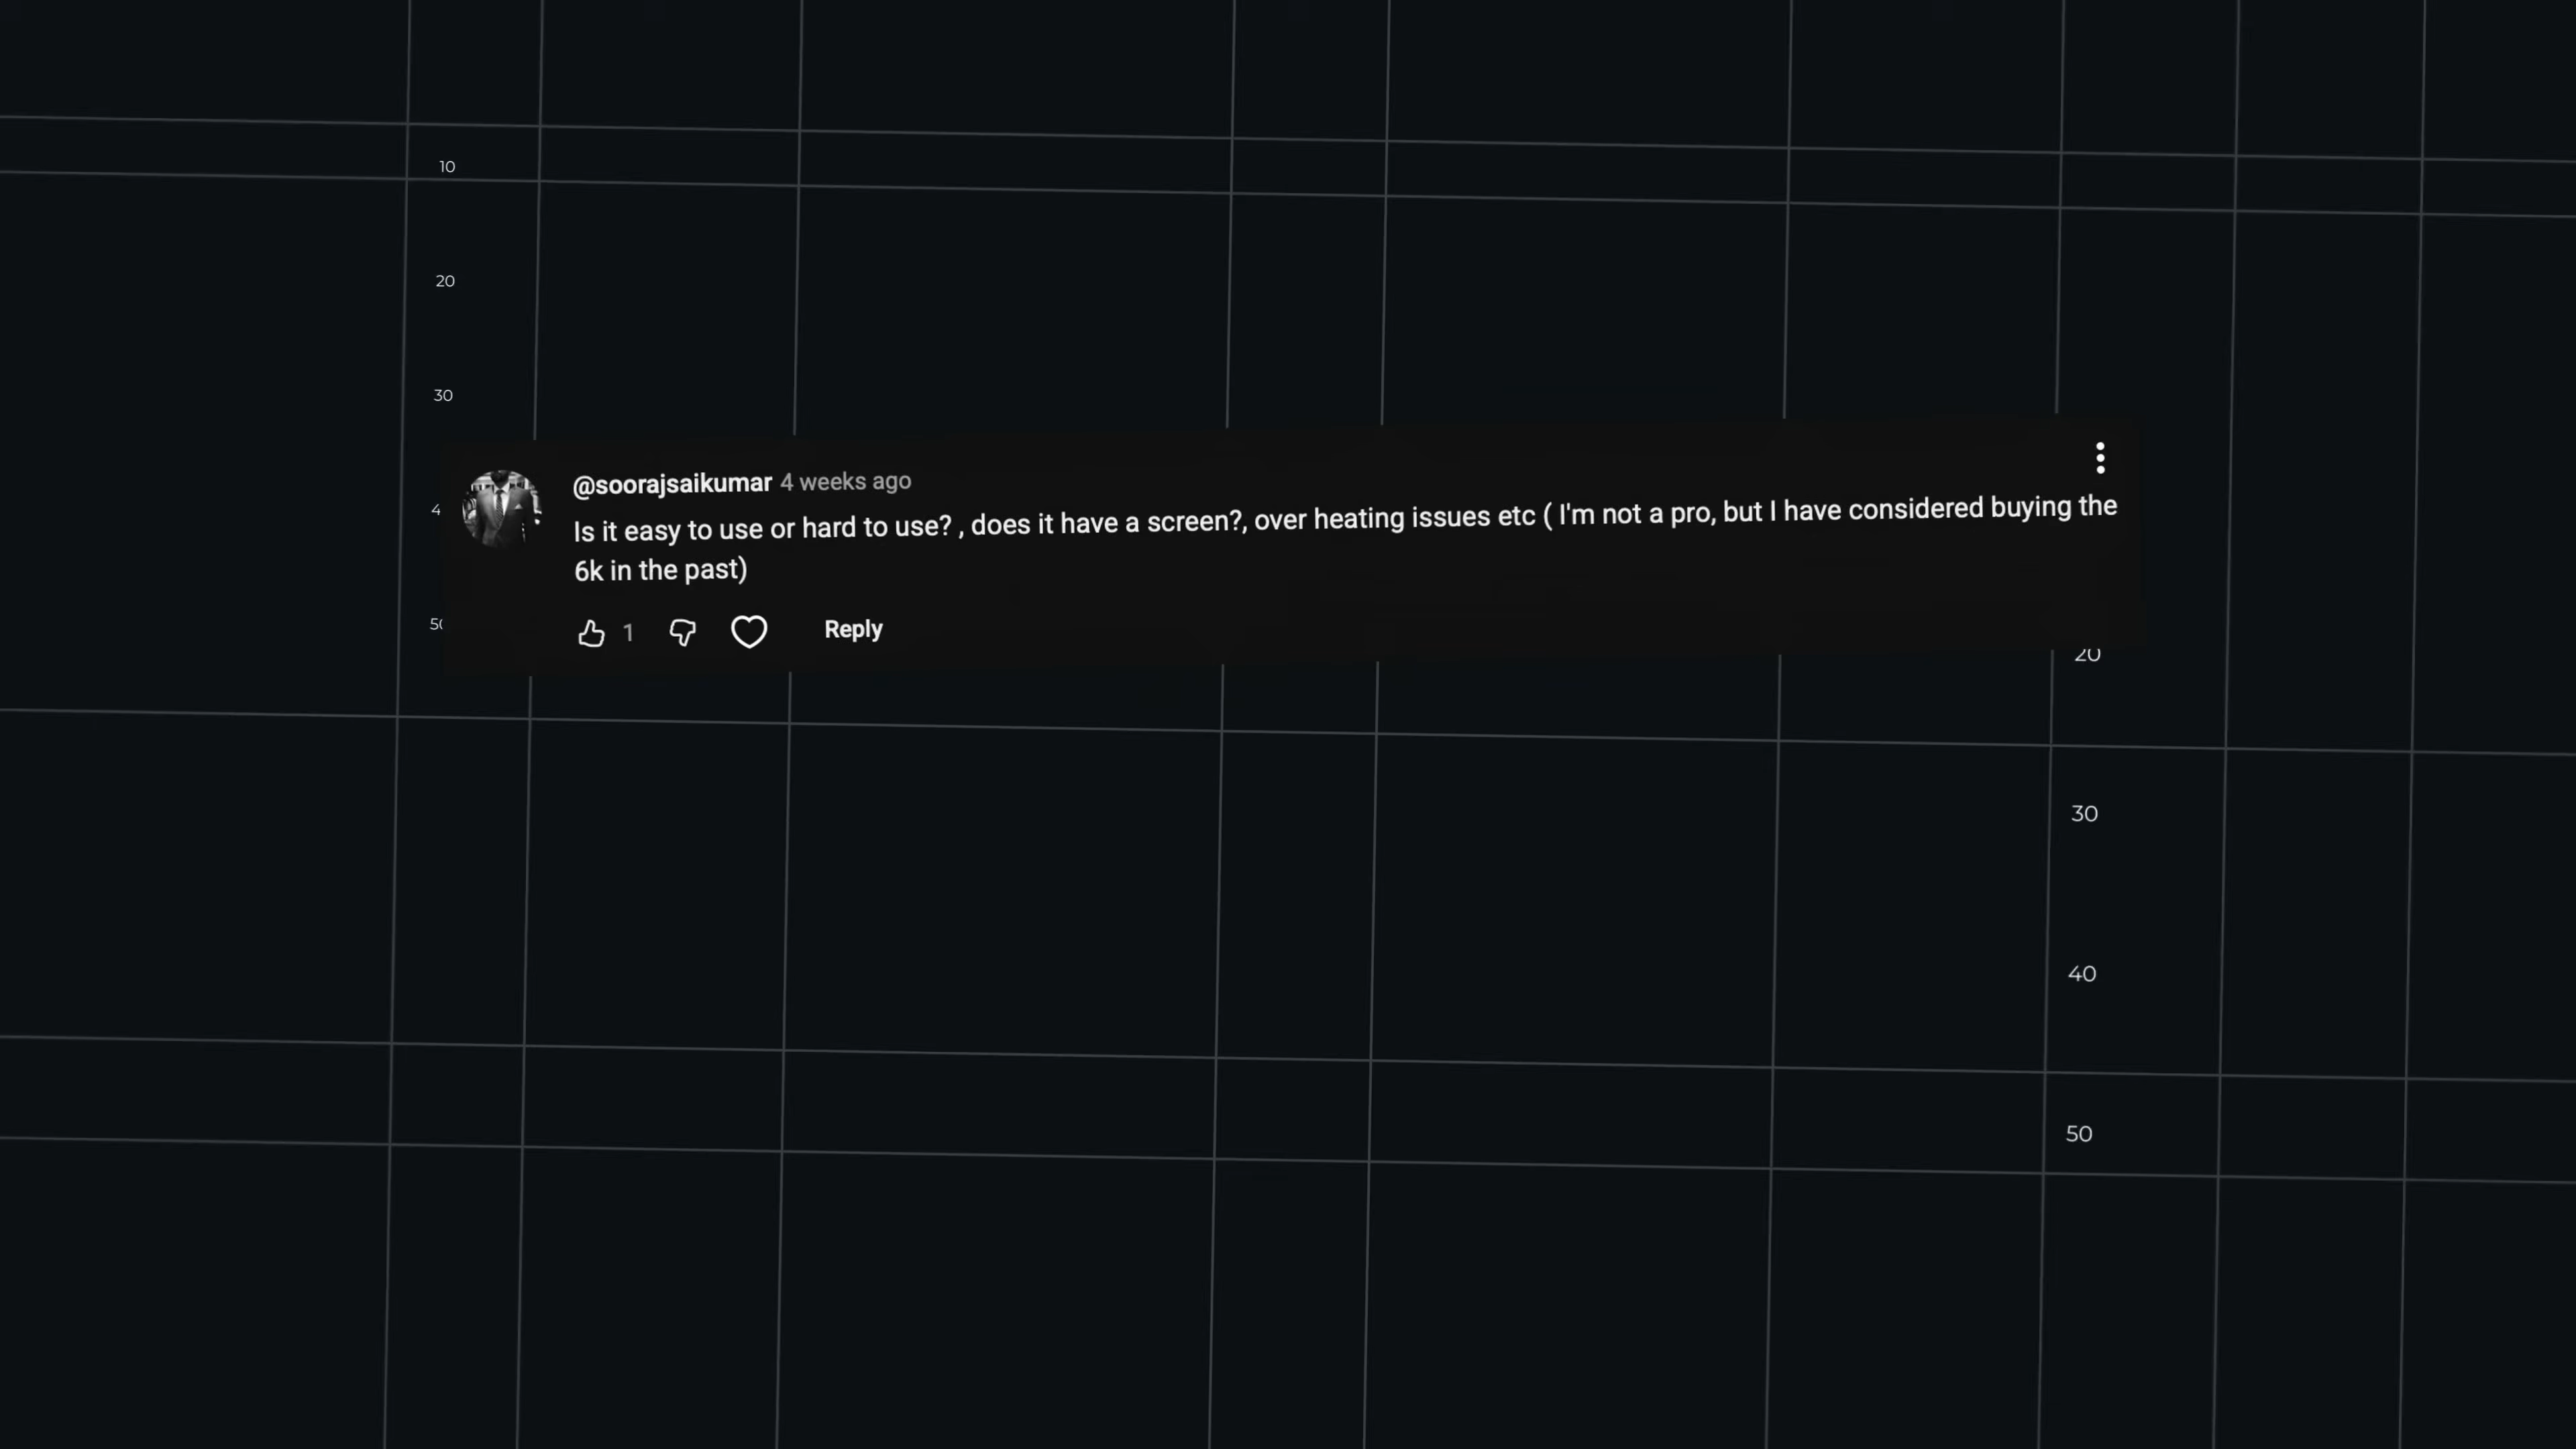 10
20
30
@soorajsaikumar 4 weeks ago
4
Is it easy to use or hard to use? , does it have a screen?, over heating issues etc ( I'm not a pro, but I have considered buying the
6k in the past)
50
1 Reply
20
30
40
50